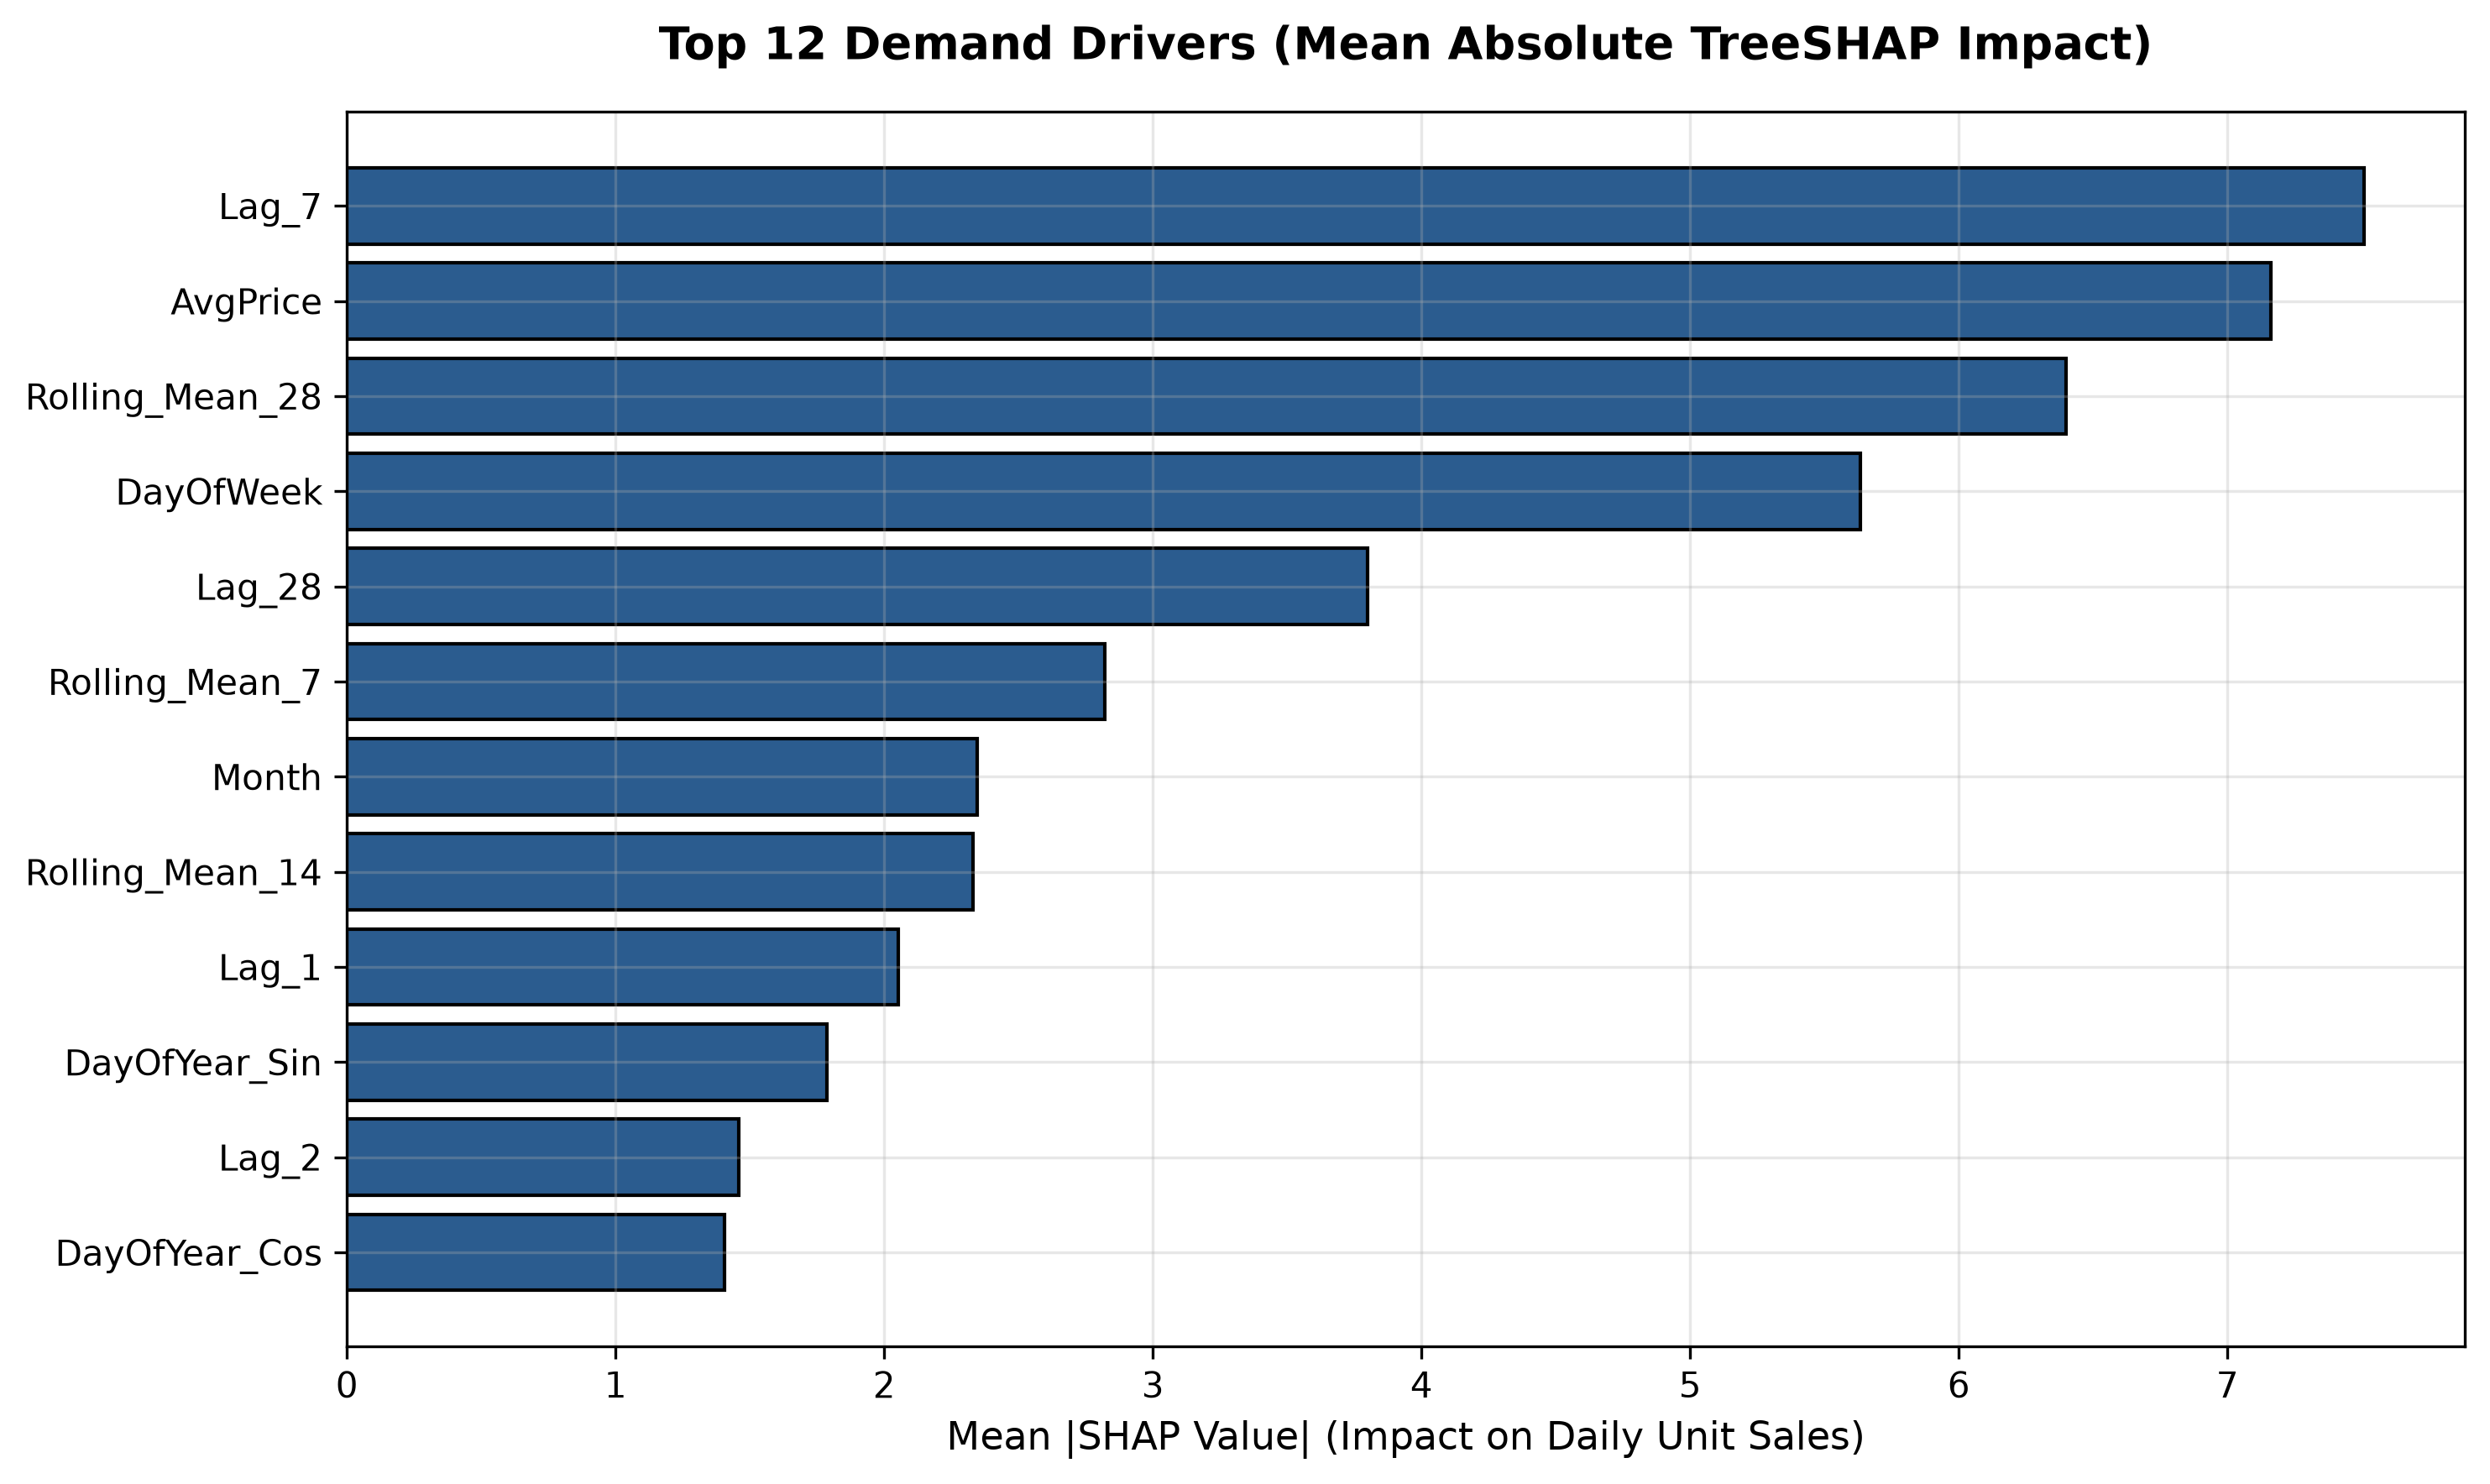 Top 12 Demand Drivers (Mean Absolute TreeSHAP Impact)
Lag_7
AvgPrice
Rolling_Mean_28
DayOfWeek
Lag_28
Rolling_Mean_7
Month
Rolling_Mean_14
Lag_1
DayOfYear_Sin
Lag_2
DayOfYear_Cos
0 1 2 3 4 5 6 7
Mean |SHAP Value| (Impact on Daily Unit Sales)